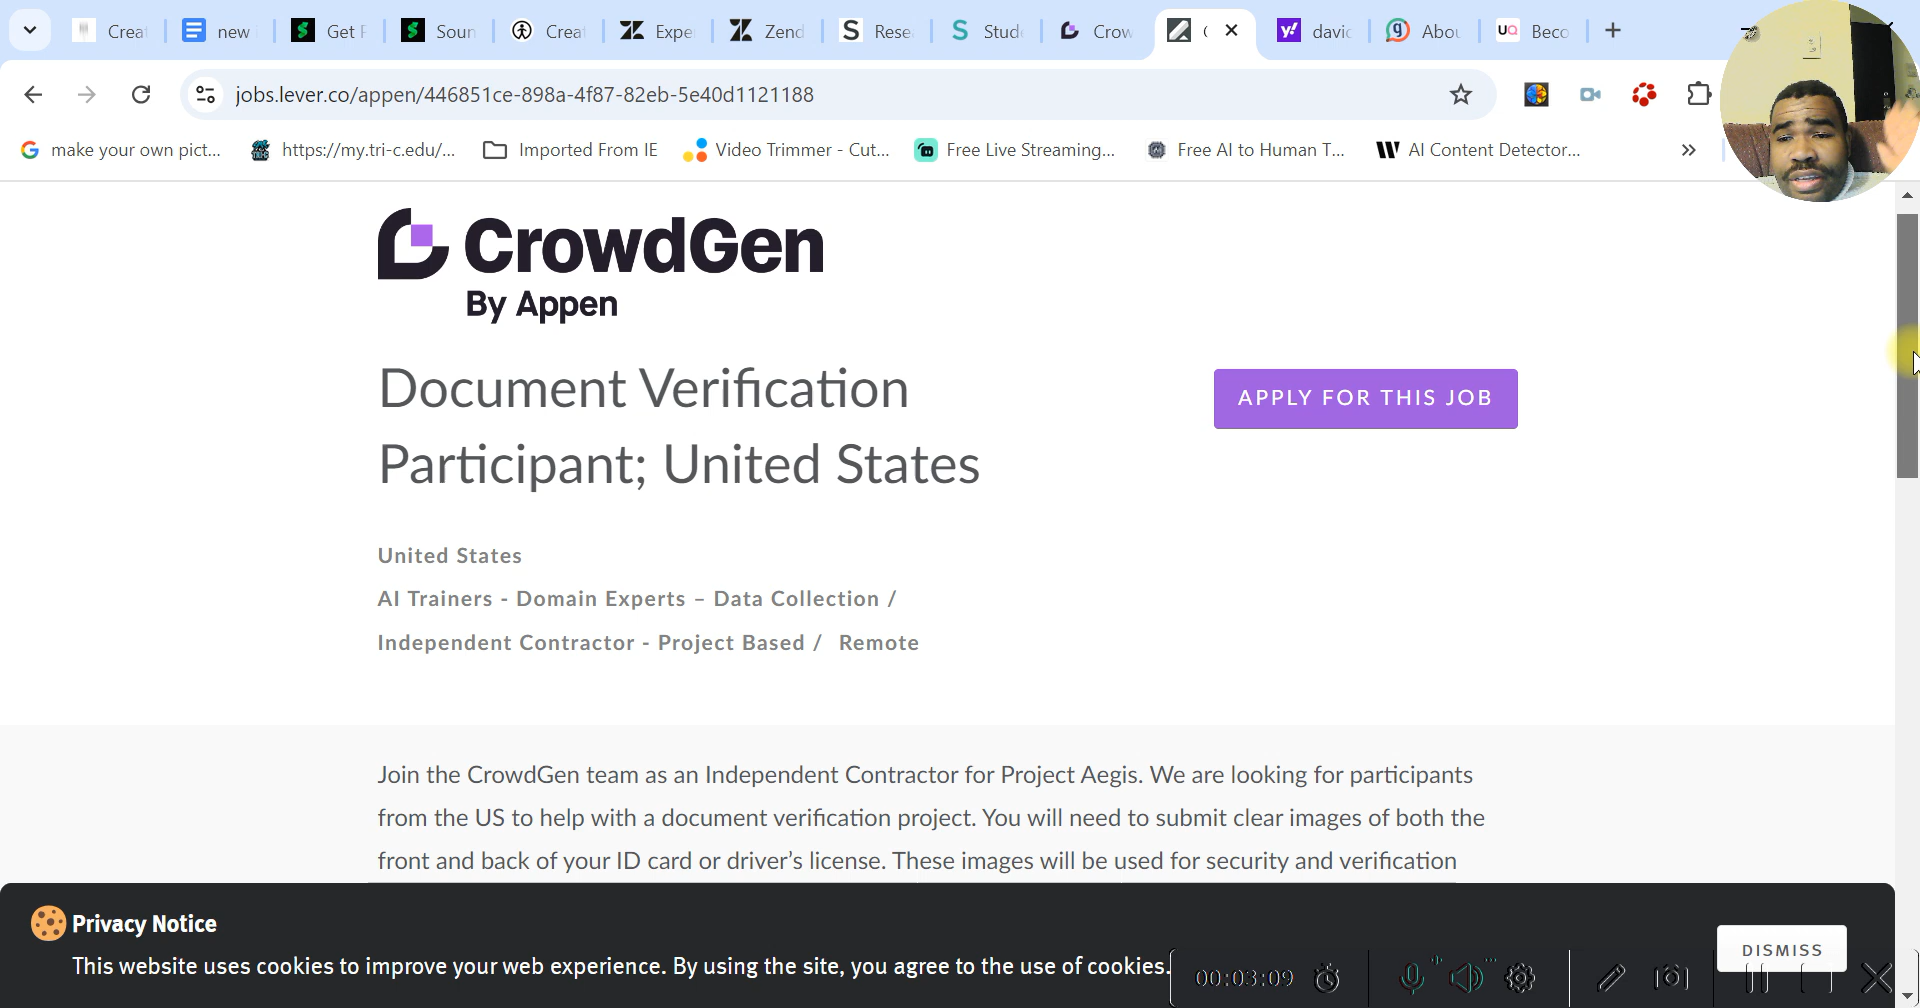 Crea
new
Get F
Soun
Crea
Expe
Zend
Rese
Stud
Crow
davic
Abou
Beco
jobs.lever.co/appen/446851ce-898a-4f87-82eb-5e40d1121188
make your own pict...
https://my.tri-c.edu/...
Imported From IE
Video Trimmer - Cut...
Free Live Streaming...
Free AI to Human T...
AI Content Detector...
CrowdGen
By Appen
Document Verification
Participant; United States
APPLY FOR THIS JOB
United States
AI Trainers - Domain Experts – Data Collection /
Independent Contractor - Project Based / Remote
Join the CrowdGen team as an Independent Contractor for Project Aegis. We are looking for participants
from the US to help with a document verification project. You will need to submit clear images of both the
front and back of your ID card or driver’s license. These images will be used for security and verification
Privacy Notice
This website uses cookies to improve your web experience. By using the site, you agree to the use of cookies.
DISMISS
00:03:09